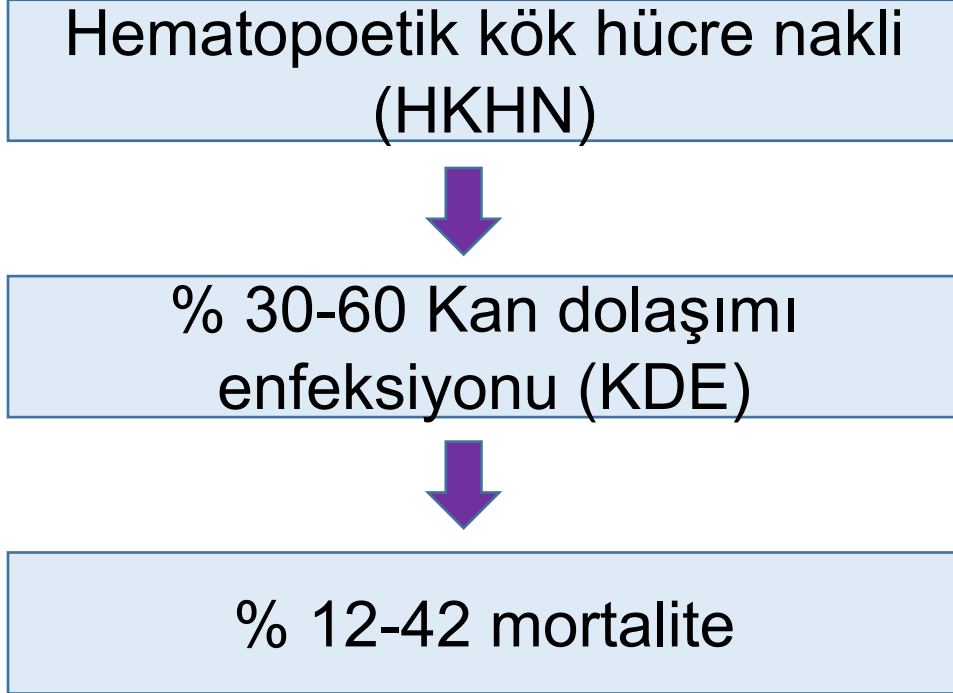 Hematopoetik kök hücre nakli
(HKHN)
% 30-60 Kan dolaşımı
enfeksiyonu (KDE)
% 12-42 mortalite